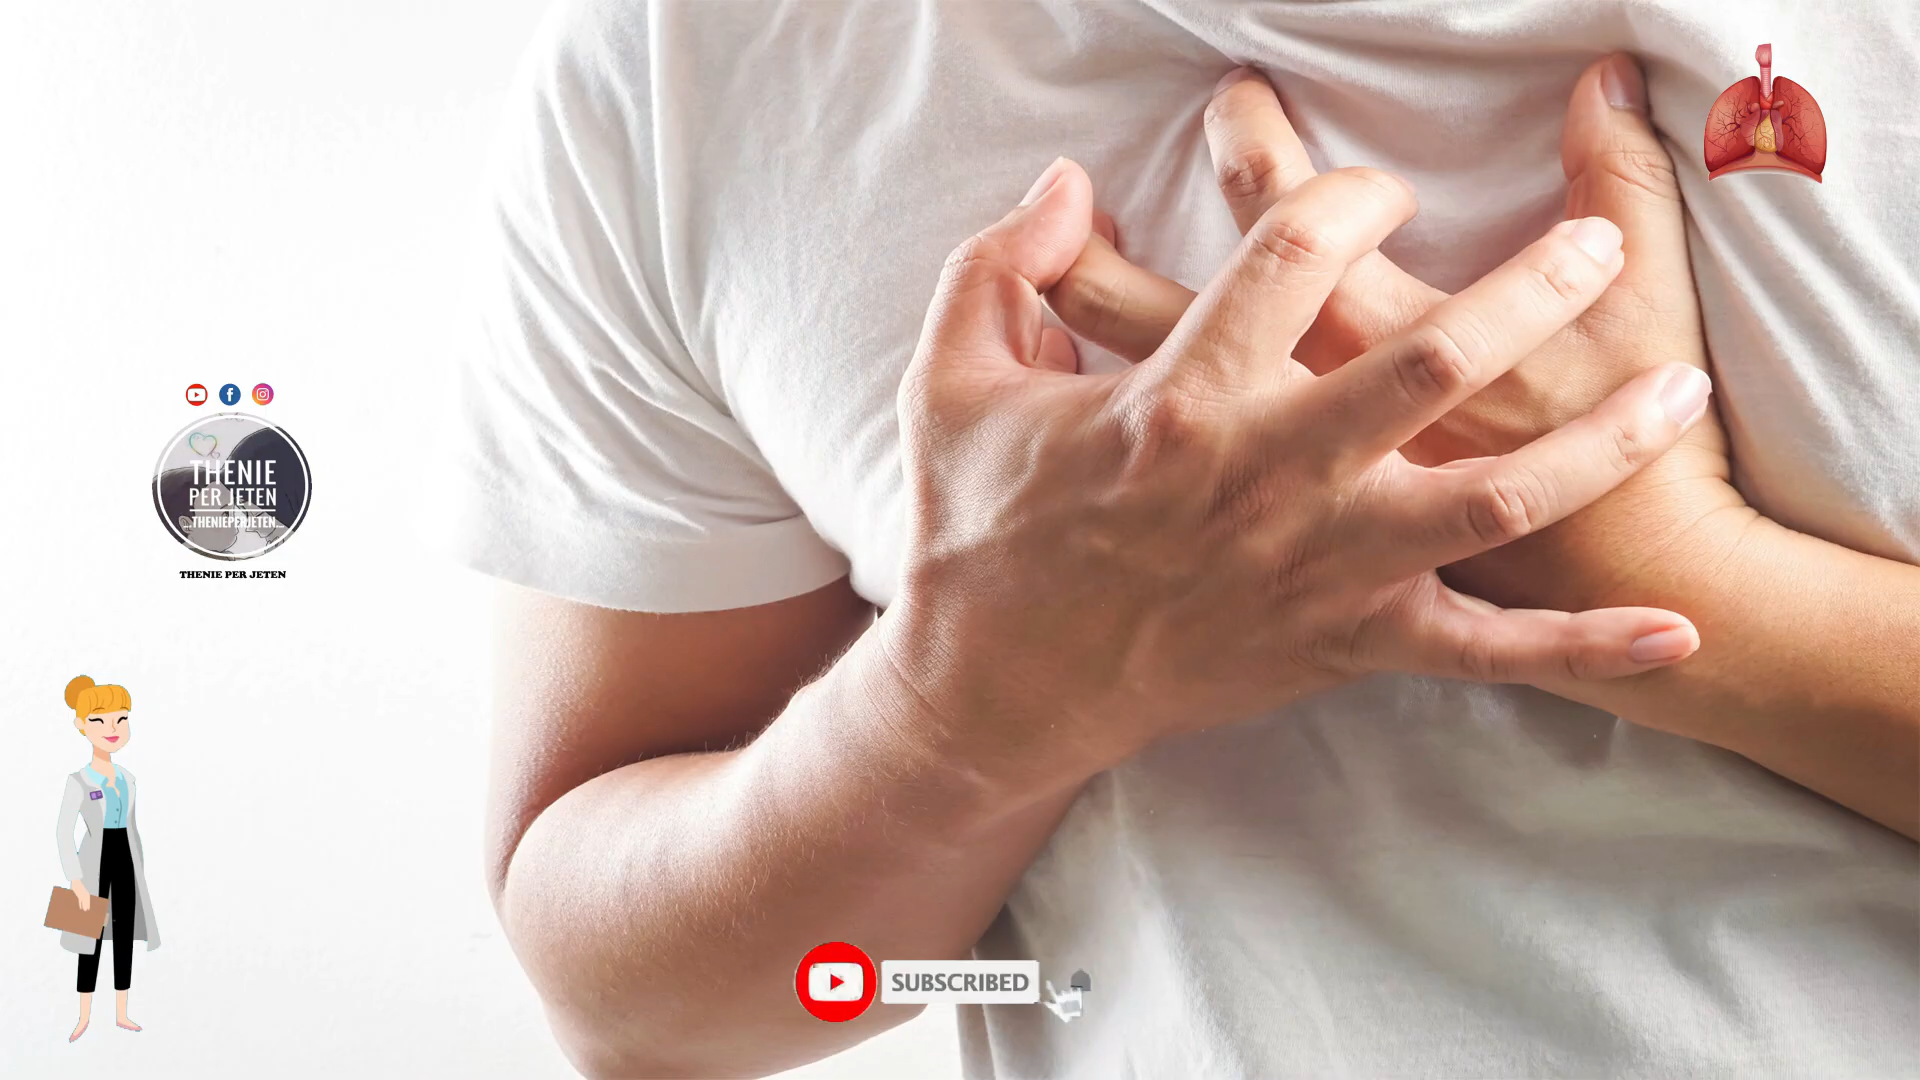 THENIE
PER JETEN
...THENIEPERJETEN...
THENIE PER JETEN
SUBSCRIBED